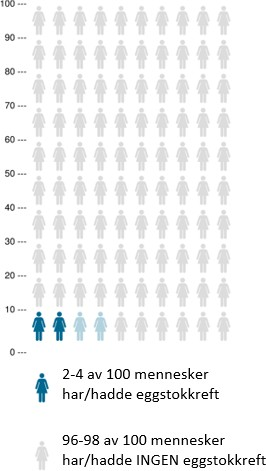 100 ---
90 ---
80 ---
70 ---
60 ---
50 ---
40 ---
30 ---
20 ---
10 ---
0 ---
2-4 av 100 mennesker
har/hadde eggstokkreft
96-98 av 100 mennesker
har/hadde INGEN eggstokkreft